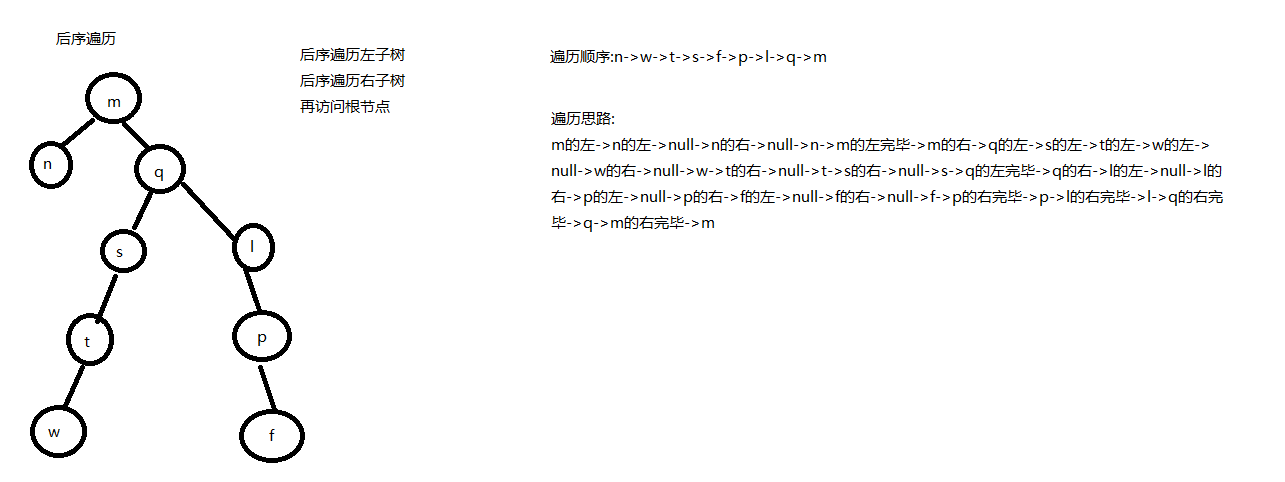 后序遍历
后序遍历左子树
后序遍历右子树
再访问根节点
遍历顺序:n->w->t->s->f->p->l->q->m
遍历思路:
m的左->n的左->null->n的右->null->n->m的左完毕->m的右->q的左->s的左->t的左->w的左->
null->w的右->null->w->t的右->null->t->s的右->null->s->q的左完毕->q的右->l的左->null->l的
右->p的左->null->p的右->f的左->null->f的右->null->f->p的右完毕->p->l的右完毕->l->q的右完
毕->q->m的右完毕->m
m
n
q
s
l
t
p
w
f